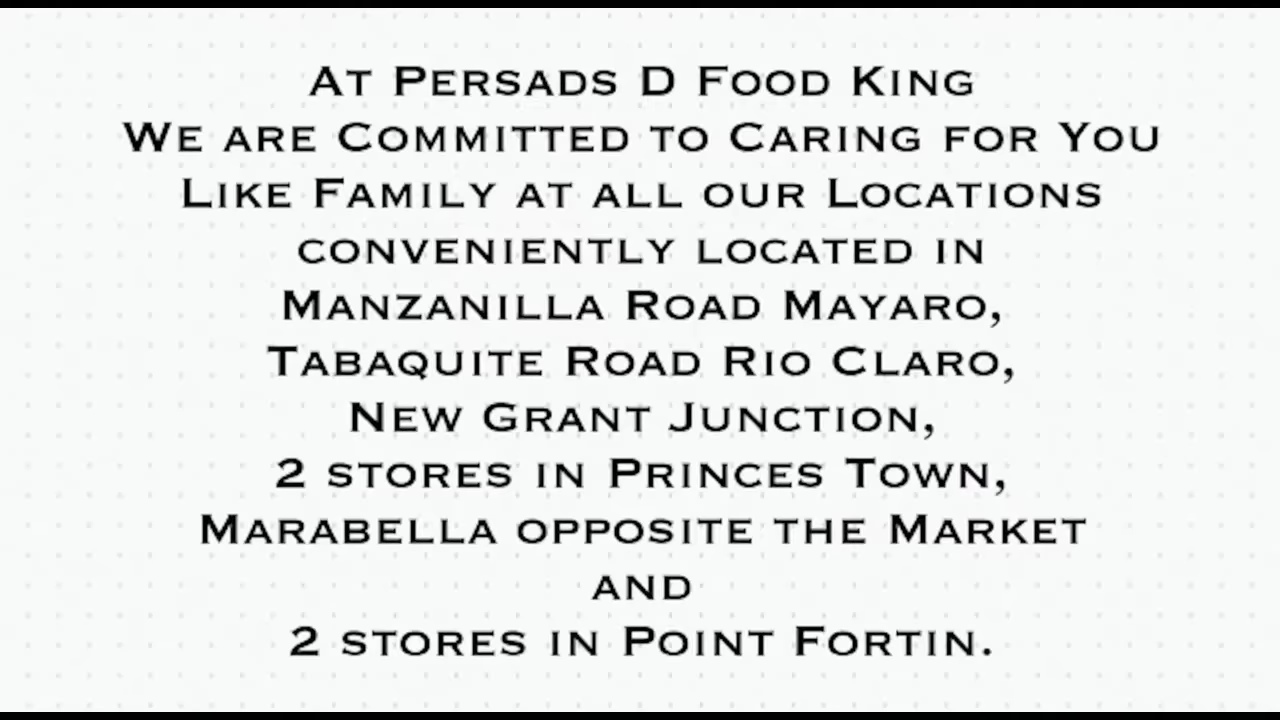 At Persads D Food King
We are Committed to Caring for You
Like Family at all our Locations
conveniently located in
Manzanilla Road Mayaro,
Tabaquite Road Rio Claro,
New Grant Junction,
2 stores in Princes Town,
Marabella opposite the Market
and
2 stores in Point Fortin.